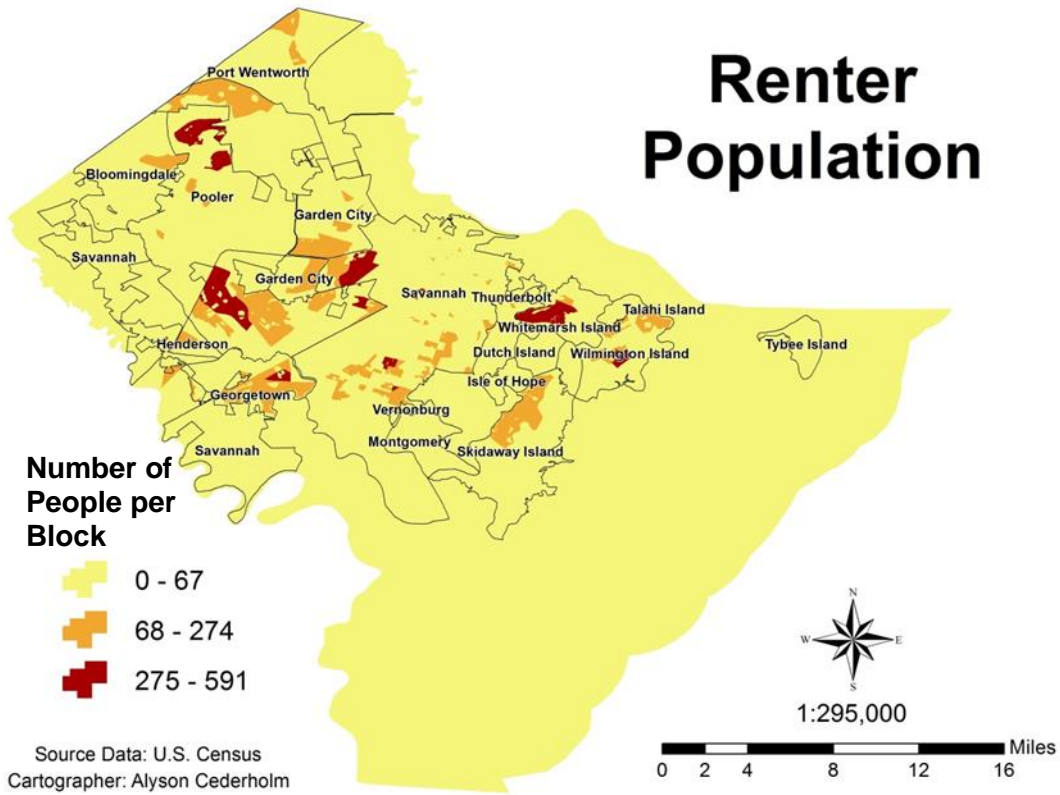 Renter
Population
Port Wentworth
Bloomingdale
Pooler
Garden City
Savannah
Garden City
Savannah
Thunderbolt
Talahi Island
Whitemarsh Island
Henderson
Dutch Island
Wilmington Island
Tybee Island
Isle of Hope
Georgetown
Vernonburg
Montgomery
Savannah
Skidaway Island
Number of
People per
Block
0 - 67
68 - 274
275 - 591
N
W
E
S
1:295,000
Miles
0 2 4 8 12 16
Source Data: U.S. Census
Cartographer: Alyson Cederholm